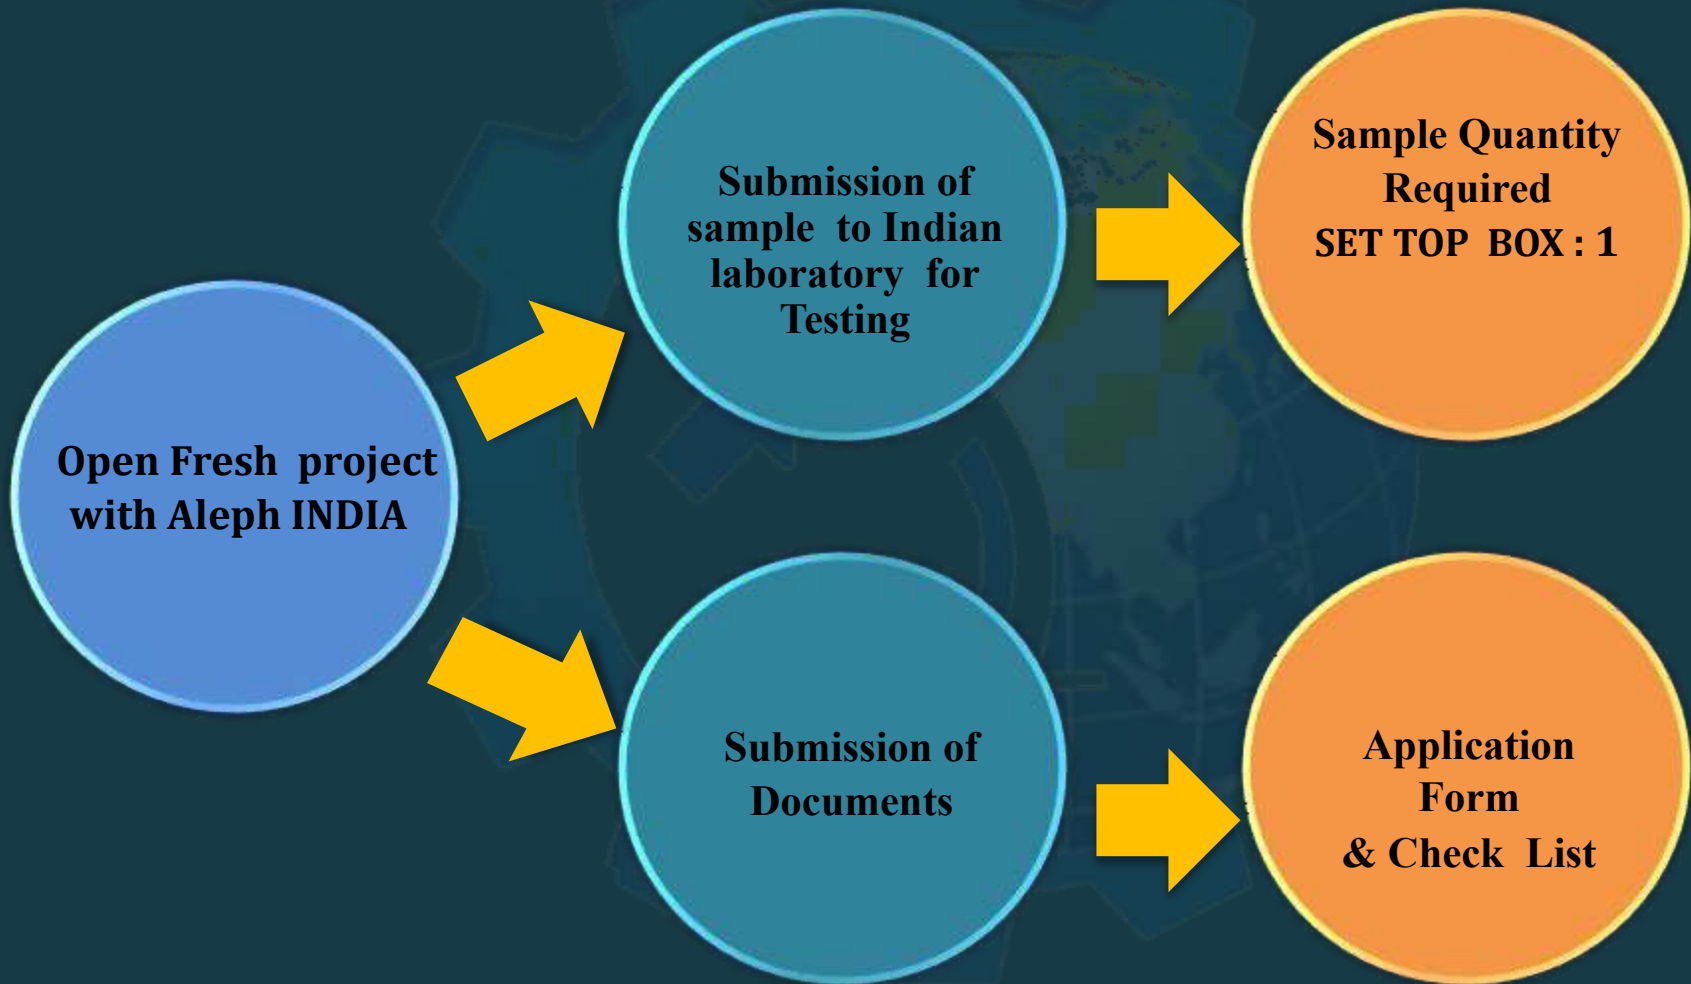 Open Fresh project
with Aleph INDIA
Submission of
sample to Indian
laboratory for
Testing
Sample Quantity
Required
SET TOP BOX : 1
Submission of
Documents
Application
Form
& Check List